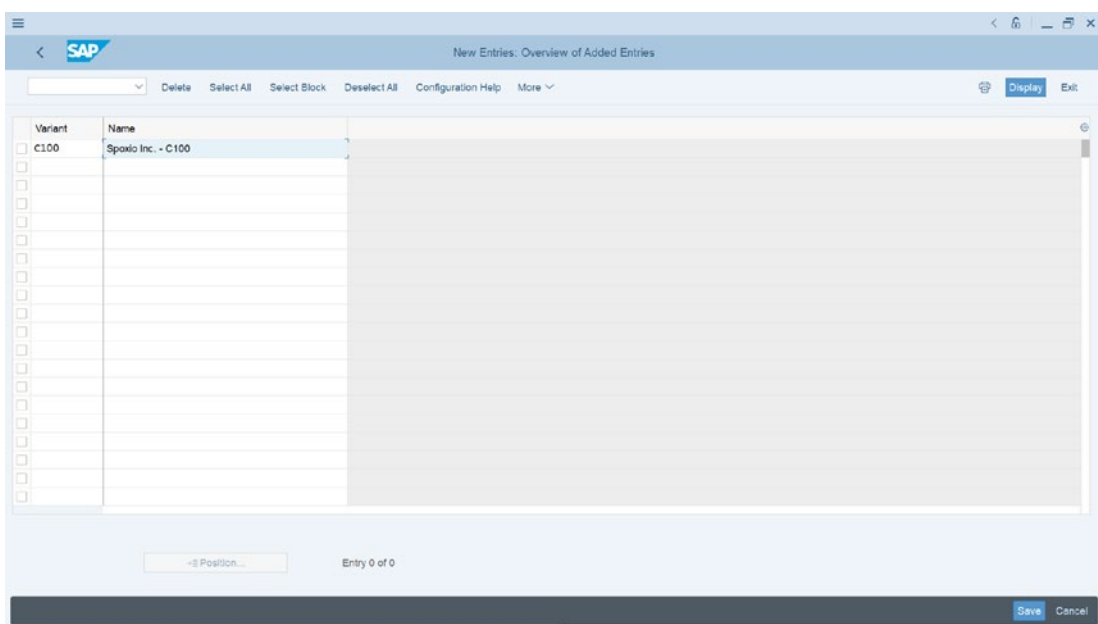 SAP
New Entries: Overview of Added Entries
Delete Select All Select Block Deselect All Configuration Help More
Display Exit
Variant Name
C100 Spoxio Inc. - C100
Position...
Entry 0 of 0
Save Cancel